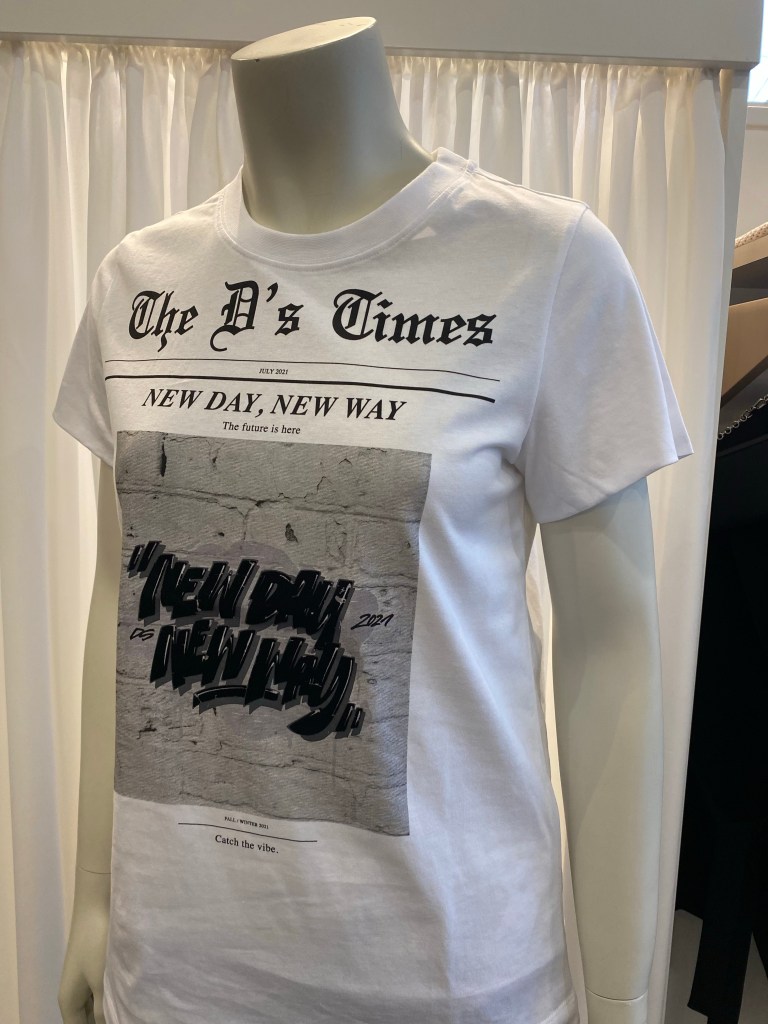 The D's Times
JULY 2021
NEW DAY, NEW WAY
The future is here
"NEW DAY,
DS NEW WAY" 2021
FALL / WINTER 2021
Catch the vibe.